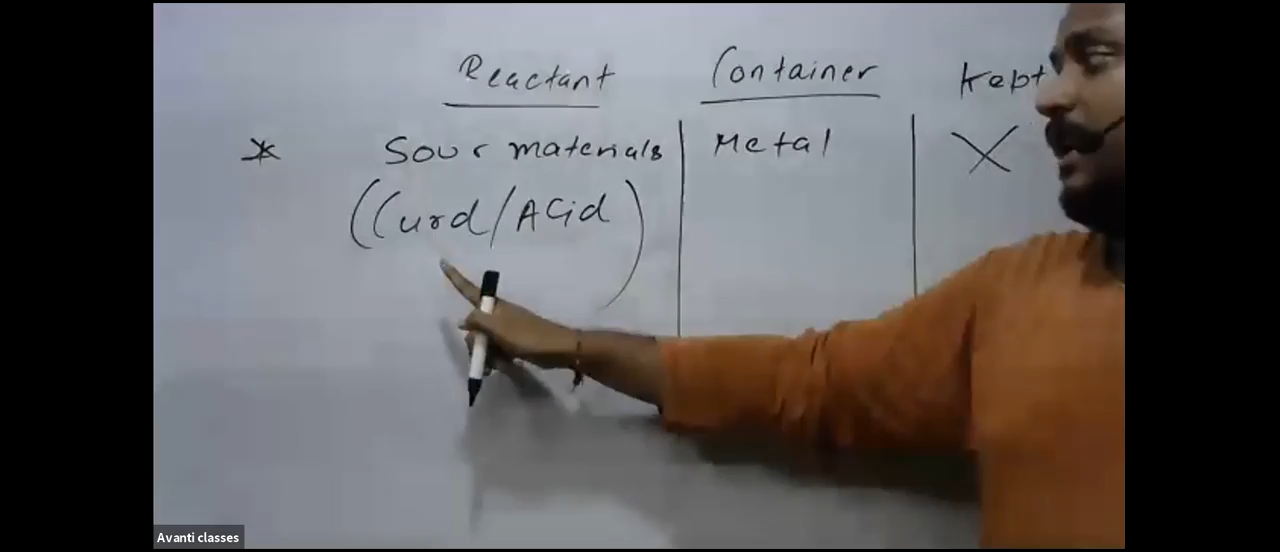 Reactant Container Kept
* Sour materials Metal X
(Curd/Acid)
Avanti classes